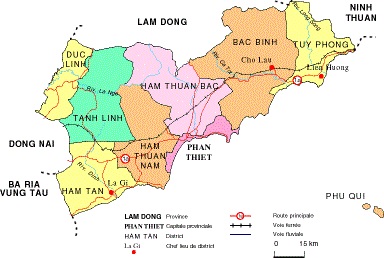 LAM DONG
NINH
THUAN
BAC BINH
TUY PHONG
Cho Lau
Lien Huong
DUC
LINH
Riv. La Nga
HAM THUAN BAC
TANH LINH
DONG NAI
PHAN
THIET
HAM
THUAN
NAM
BA RIA
VUNG TAU
HAM TAN
La Gi
PHU QUI
LAM DONG Province
PHAN THIET Capitale provinciale
HAM TAN District
La Gi Chef lieu de district
Route principale
Voie ferrée
Voie fluviale
0 15 km